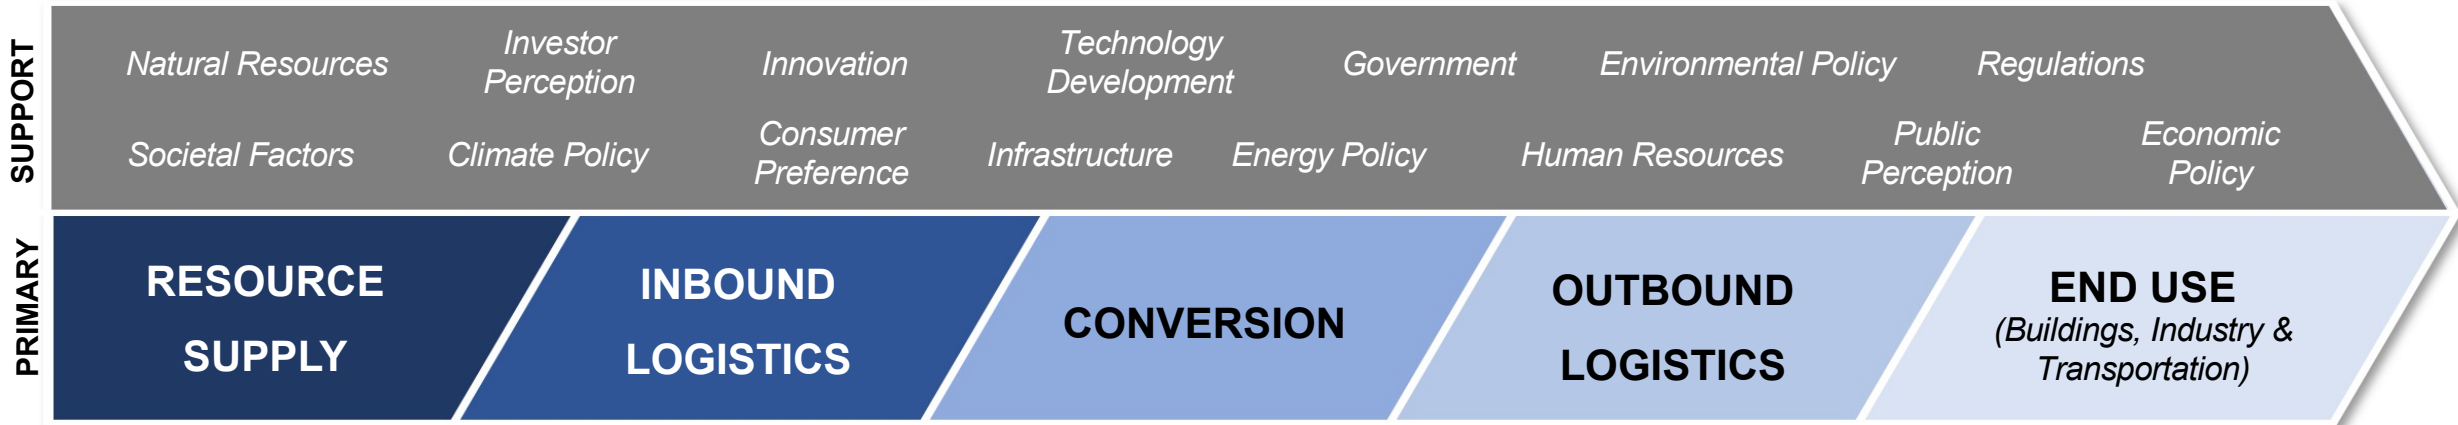 SUPPORT
Natural Resources
Investor
Perception
Innovation
Technology
Development
Government
Environmental Policy
Regulations
Societal Factors
Climate Policy
Consumer
Preference
Infrastructure
Energy Policy
Human Resources
Public
Perception
Economic
Policy
PRIMARY
RESOURCE
SUPPLY
INBOUND
LOGISTICS
CONVERSION
OUTBOUND
LOGISTICS
END USE
(Buildings, Industry &
Transportation)